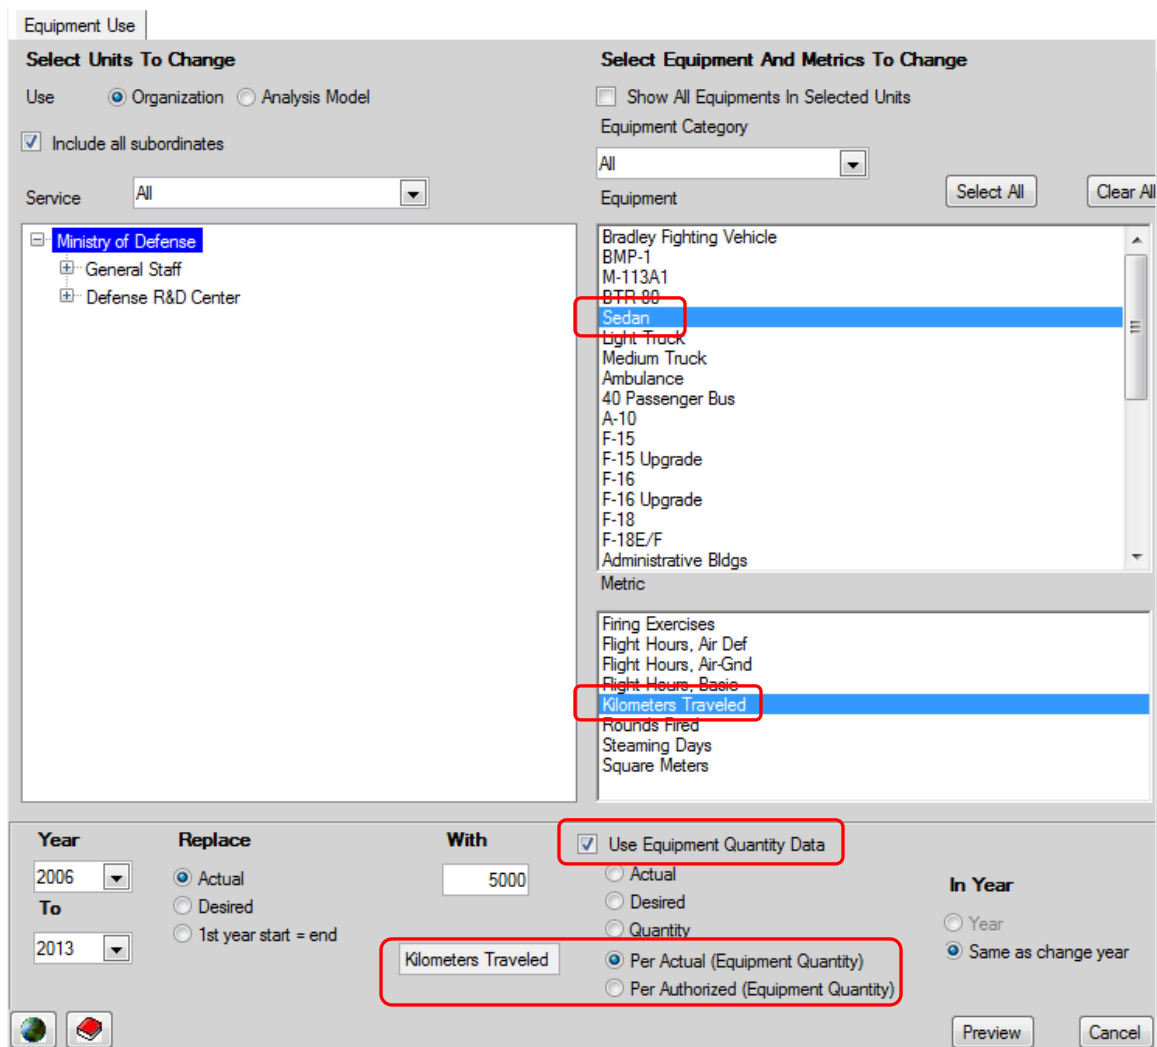 Equipment Use
Select Units To Change
Use Organization Analysis Model
Include all subordinates
Service All
Ministry of Defense
General Staff
Defense R&D Center
Select Equipment And Metrics To Change
Show All Equipments In Selected Units
Equipment Category
All
Equipment Select All Clear All
Bradley Fighting Vehicle
BMP-1
M-113A1
BTR-80
Sedan
Light Truck
Medium Truck
Ambulance
40 Passenger Bus
A-10
F-15
F-15 Upgrade
F-16
F-16 Upgrade
F-18
F-18E/F
Administrative Bldgs
Metric
Firing Exercises
Flight Hours, Air Def
Flight Hours, Air-Gnd
Flight Hours, Basic
Kilometers Traveled
Rounds Fired
Steaming Days
Square Meters
Year
2006
To
2013
Replace
Actual
Desired
1st year start = end
With
5000
Kilometers Traveled
Use Equipment Quantity Data
Actual
Desired
Quantity
Per Actual (Equipment Quantity)
Per Authorized (Equipment Quantity)
In Year
Year
Same as change year
Preview Cancel